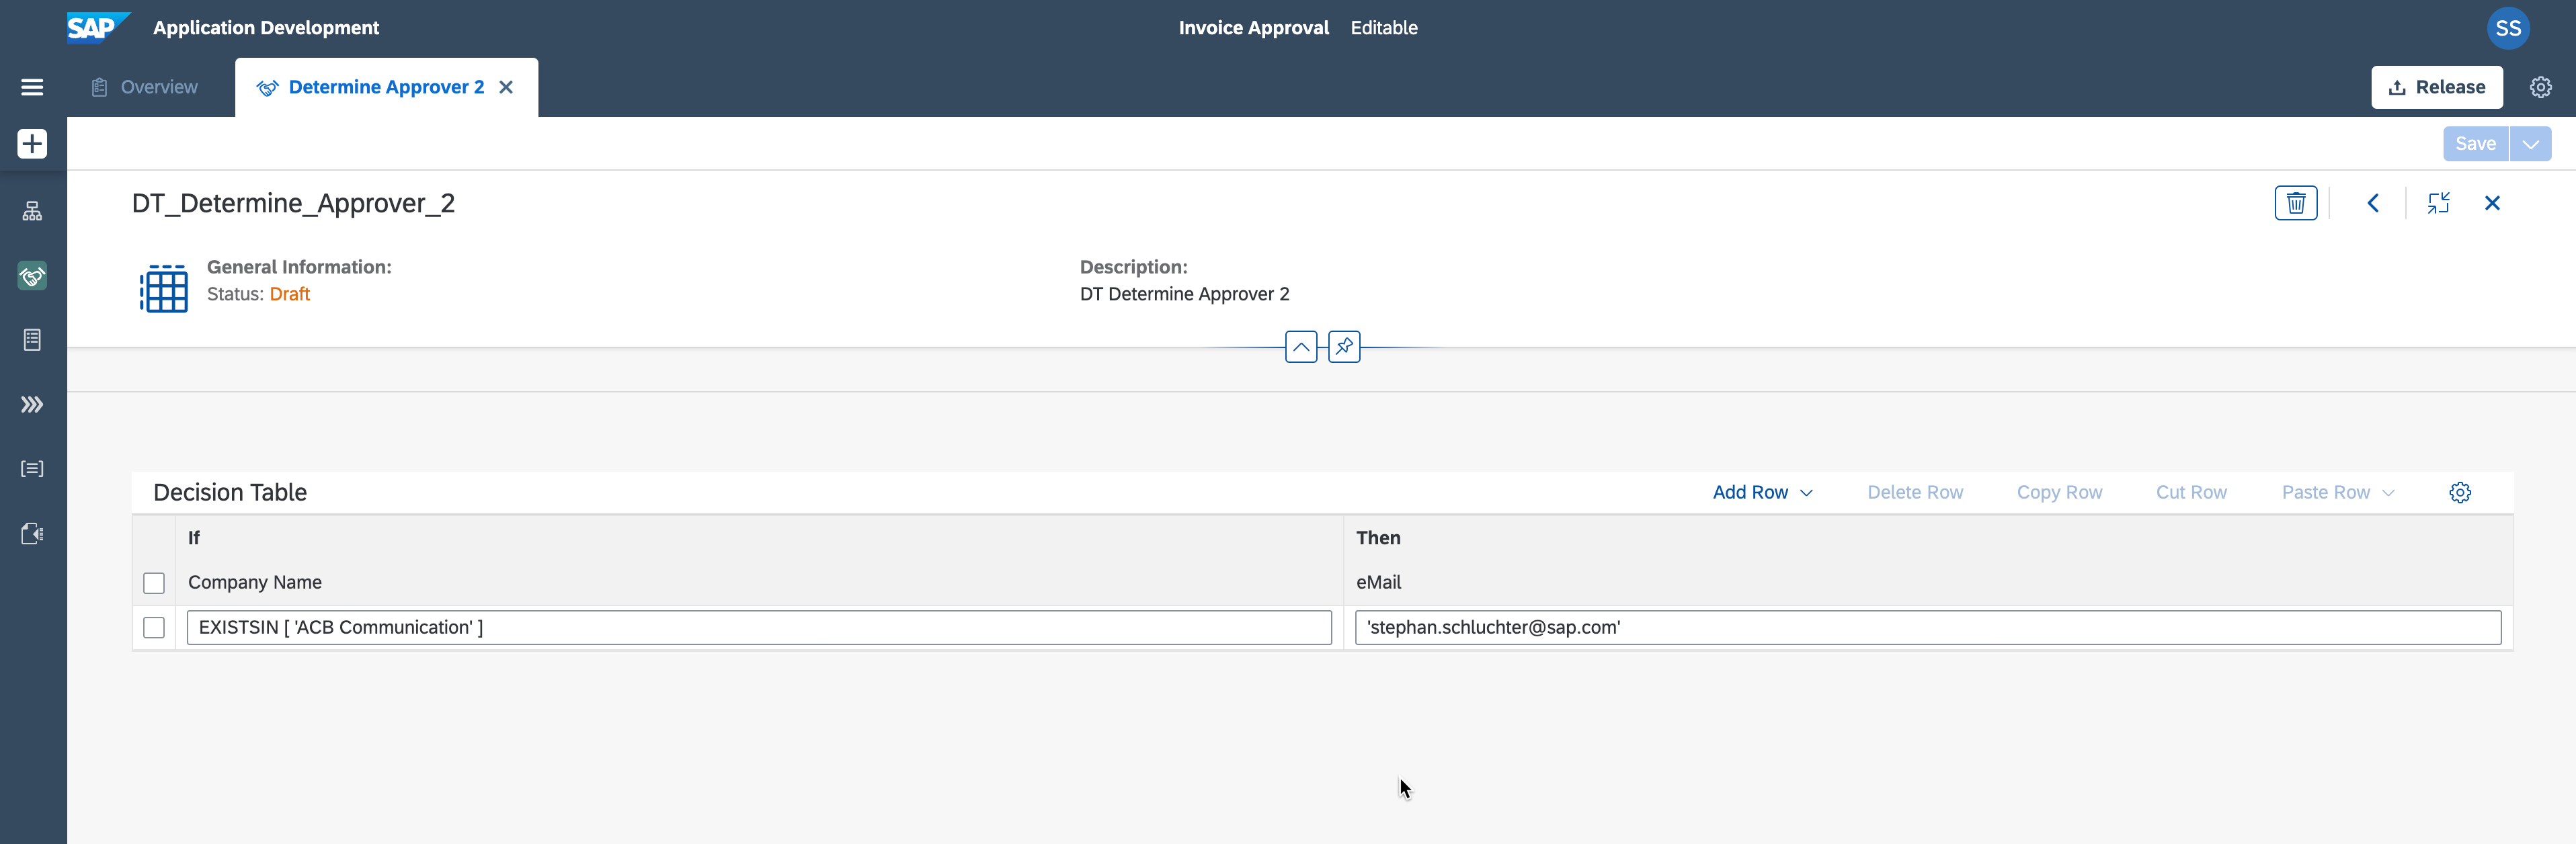 SAP Application Development Invoice Approval Editable SS
Overview Determine Approver 2 Release
Save
DT_Determine_Approver_2
General Information: Description:
Status: Draft DT Determine Approver 2
Decision Table Add Row Delete Row Copy Row Cut Row Paste Row
If Then
Company Name eMail
EXISTSIN [ 'ACB Communication' ] 'stephan.schluchter@sap.com'